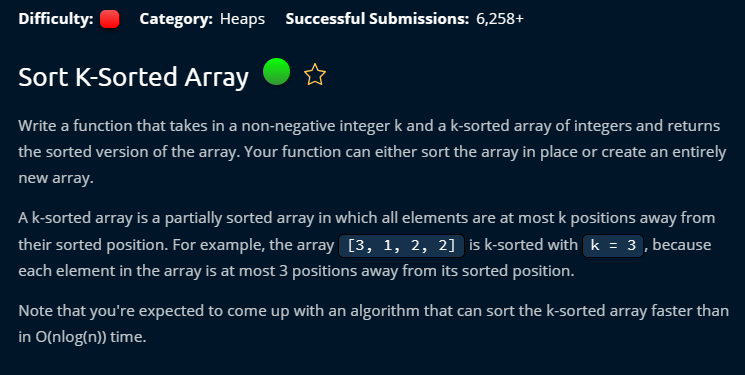 Difficulty: Category: Heaps Successful Submissions: 6,258+
Sort K-Sorted Array
Write a function that takes in a non-negative integer k and a k-sorted array of integers and returns
the sorted version of the array. Your function can either sort the array in place or create an entirely
new array.
A k-sorted array is a partially sorted array in which all elements are at most k positions away from
their sorted position. For example, the array [3, 1, 2, 2] is k-sorted with k = 3, because
each element in the array is at most 3 positions away from its sorted position.
Note that you're expected to come up with an algorithm that can sort the k-sorted array faster than
in O(nlog(n)) time.